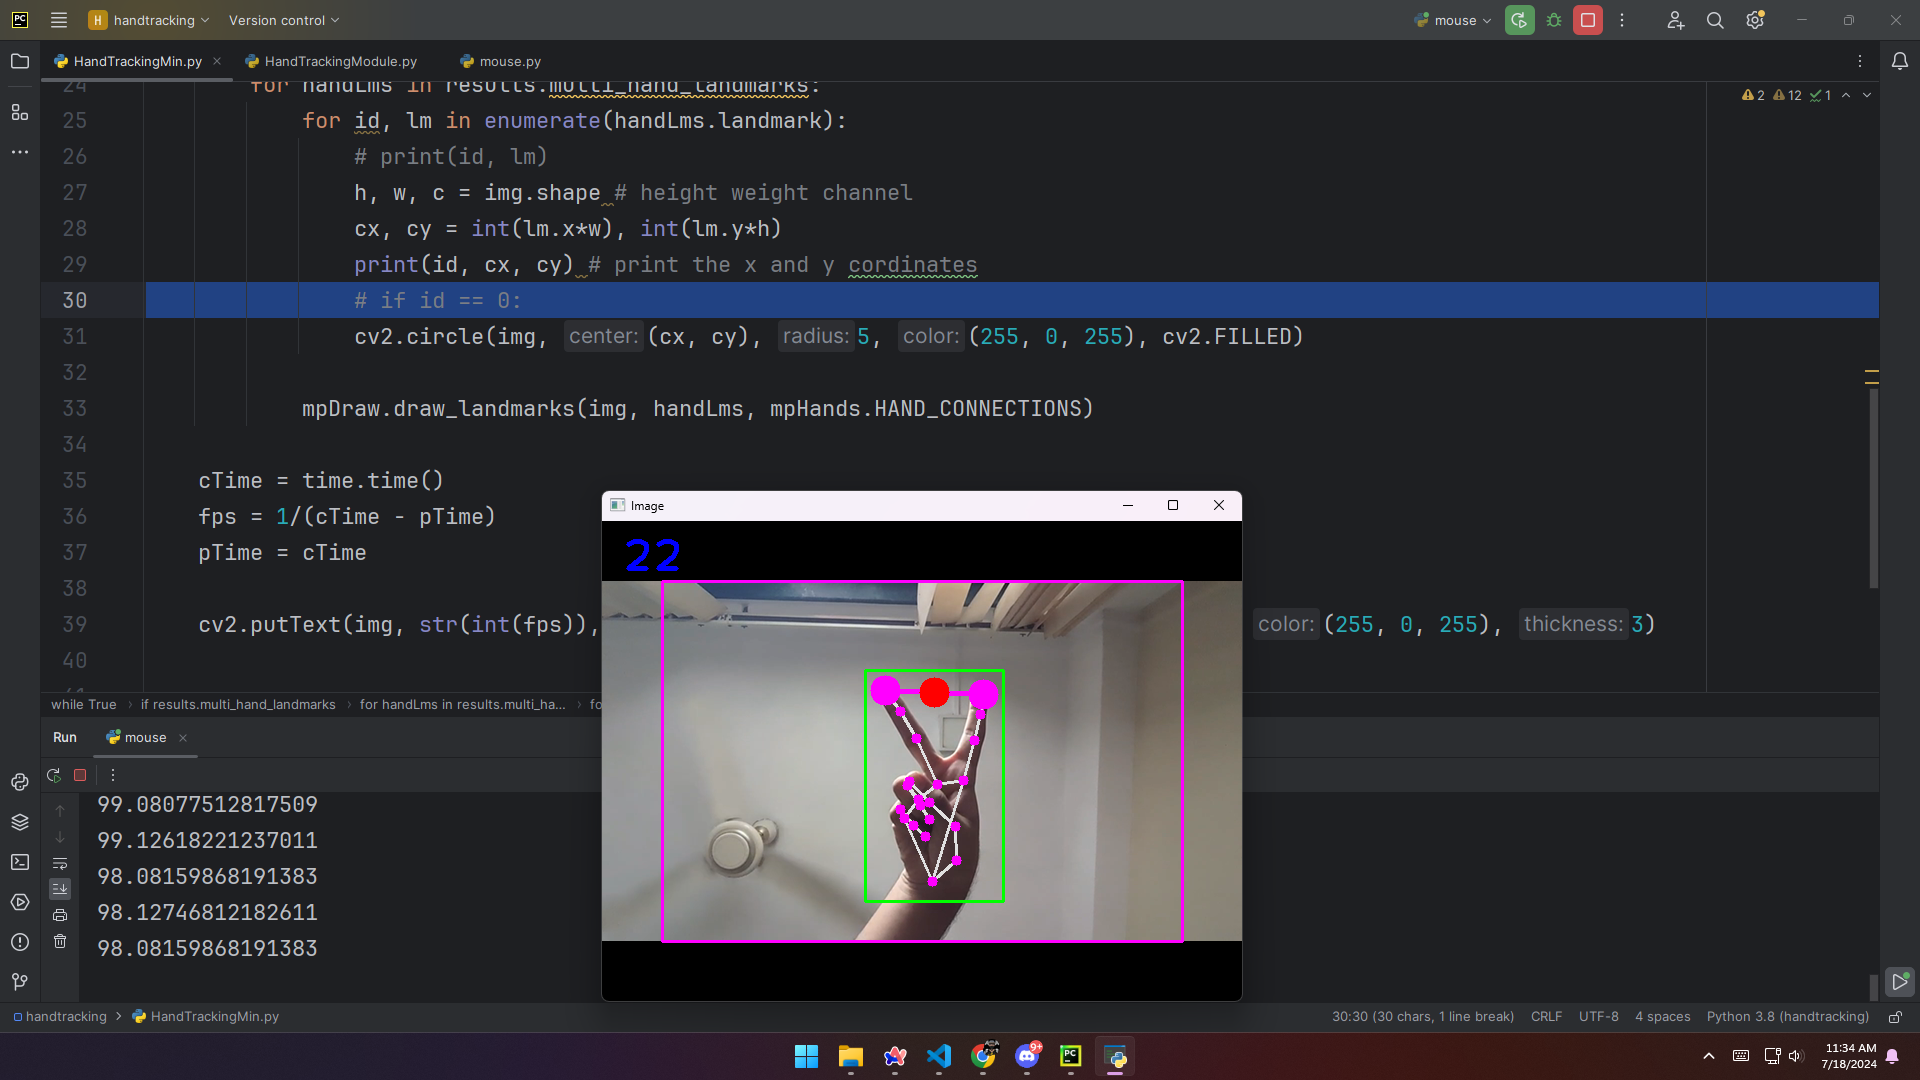 PC
H handtracking
Version control
mouse
HandTrackingMin.py
HandTrackingModule.py
mouse.py
2 12 1
24 for handLms in results.multi_hand_landmarks:
25 for id, lm in enumerate(handLms.landmark):
26 # print(id, lm)
27 h, w, c = img.shape # height weight channel
28 cx, cy = int(lm.x*w), int(lm.y*h)
29 print(id, cx, cy) # print the x and y cordinates
30 # if id == 0:
31 cv2.circle(img, center: (cx, cy), radius: 5, color: (255, 0, 255), cv2.FILLED)
32
33 mpDraw.draw_landmarks(img, handLms, mpHands.HAND_CONNECTIONS)
34
35 cTime = time.time()
36 fps = 1/(cTime - pTime)
37 pTime = cTime
38
39 cv2.putText(img, str(int(fps)), color: (255, 0, 255), thickness: 3)
40
Image
22
while True › if results.multi_hand_landmarks › for handLms in results.multi_ha... › fo
Run mouse
99.08077512817509
99.12618221237011
98.08159868191383
98.12746812182611
98.08159868191383
handtracking › HandTrackingMin.py
30:30 (30 chars, 1 line break) CRLF UTF-8 4 spaces Python 3.8 (handtracking)
9+
PC
11:34 AM
7/18/2024